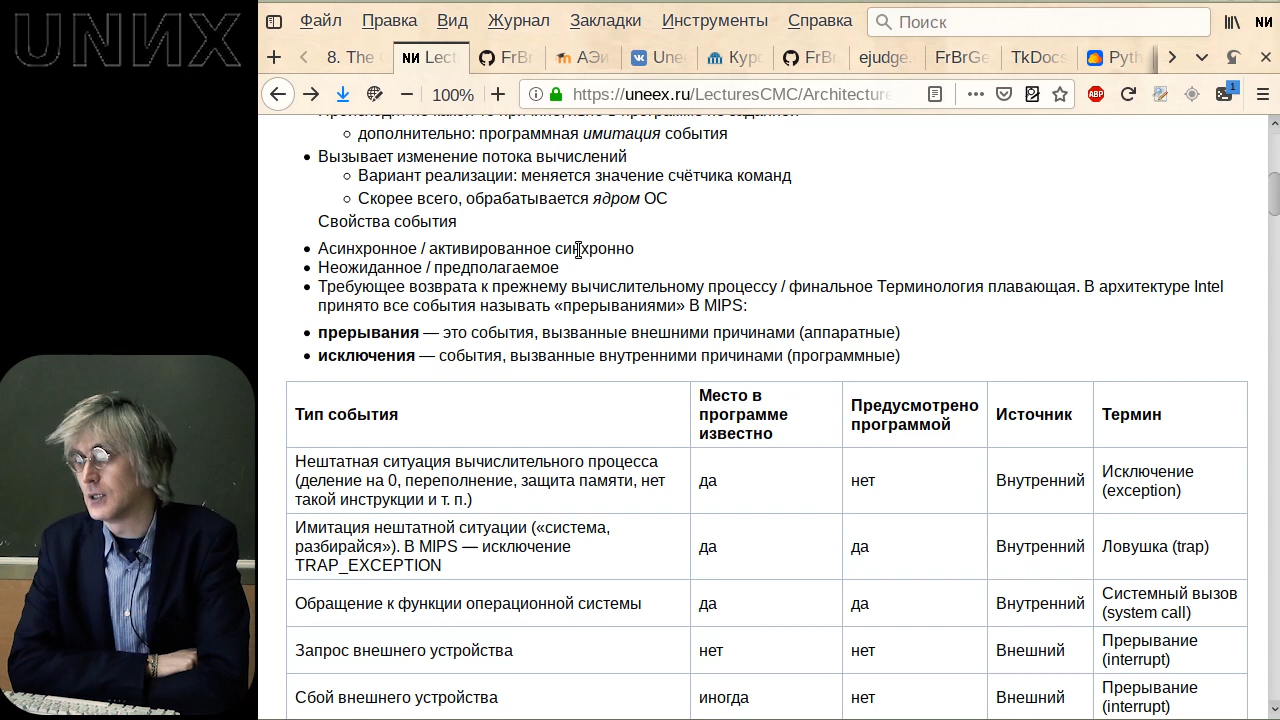 UNIX
Файл Правка Вид Журнал Закладки Инструменты Справка Поиск
8. The Lect FrBr АЭи Une Курс FrBr ejudge. FrBrGe TkDocs Pyth
100% https://uneex.ru/LecturesCMC/Architecture ABP 1
дополнительно: программная имитация события
Вызывает изменение потока вычислений
Вариант реализации: меняется значение счётчика команд
Скорее всего, обрабатывается ядром ОС
Свойства события
Асинхронное / активированное синхронно
Неожиданное / предполагаемое
Требующее возврата к прежнему вычислительному процессу / финальное Терминология плавающая. В архитектуре Intel
принято все события называть «прерываниями» В MIPS:
прерывания — это события, вызванные внешними причинами (аппаратные)
исключения — события, вызванные внутренними причинами (программные)
Тип события
Место в
программе
известно
Предусмотрено
программой
Источник
Термин
Нештатная ситуация вычислительного процесса
(деление на 0, переполнение, защита памяти, нет
такой инструкции и т. п.)
да
нет
Внутренний
Исключение
(exception)
Имитация нештатной ситуации («система,
разбирайся»). В MIPS — исключение
TRAP_EXCEPTION
да
да
Внутренний
Ловушка (trap)
Обращение к функции операционной системы
да
да
Внутренний
Системный вызов
(system call)
Запрос внешнего устройства
нет
нет
Внешний
Прерывание
(interrupt)
Сбой внешнего устройства
иногда
нет
Внешний
Прерывание
(interrupt)